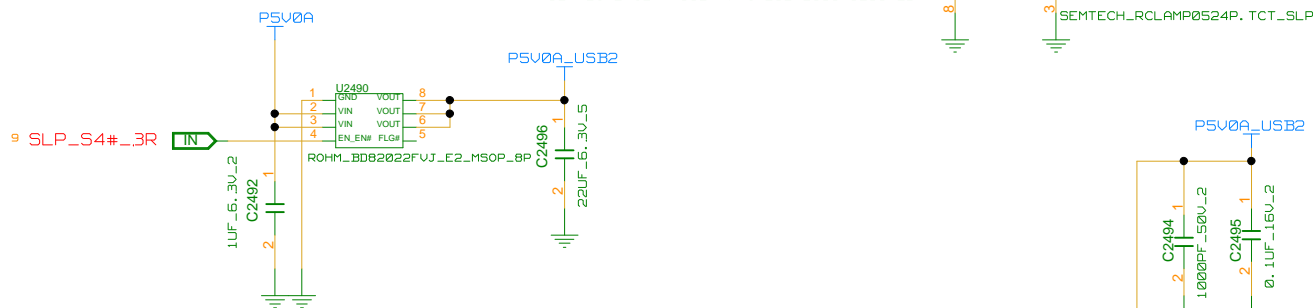 P5V0A
8
3
SEMTECH_RCLAMP0524P.TCT_SLP
P5V0A_USB2
U2490
1 GND VOUT 8
2 VIN VOUT 7
3 VIN VOUT 6
4 EN_EN# FLG# 5
9 SLP_S4#_3R IN
ROHM_BD82022FVJ_E2_MSOP_8P
1
C2492
1UF_6.3V_2
2
1
C2496
22UF_6.3V_5
2
P5V0A_USB2
1
C2494
1000PF_50V_2
2
1
C2495
0.1UF_16V_2
2